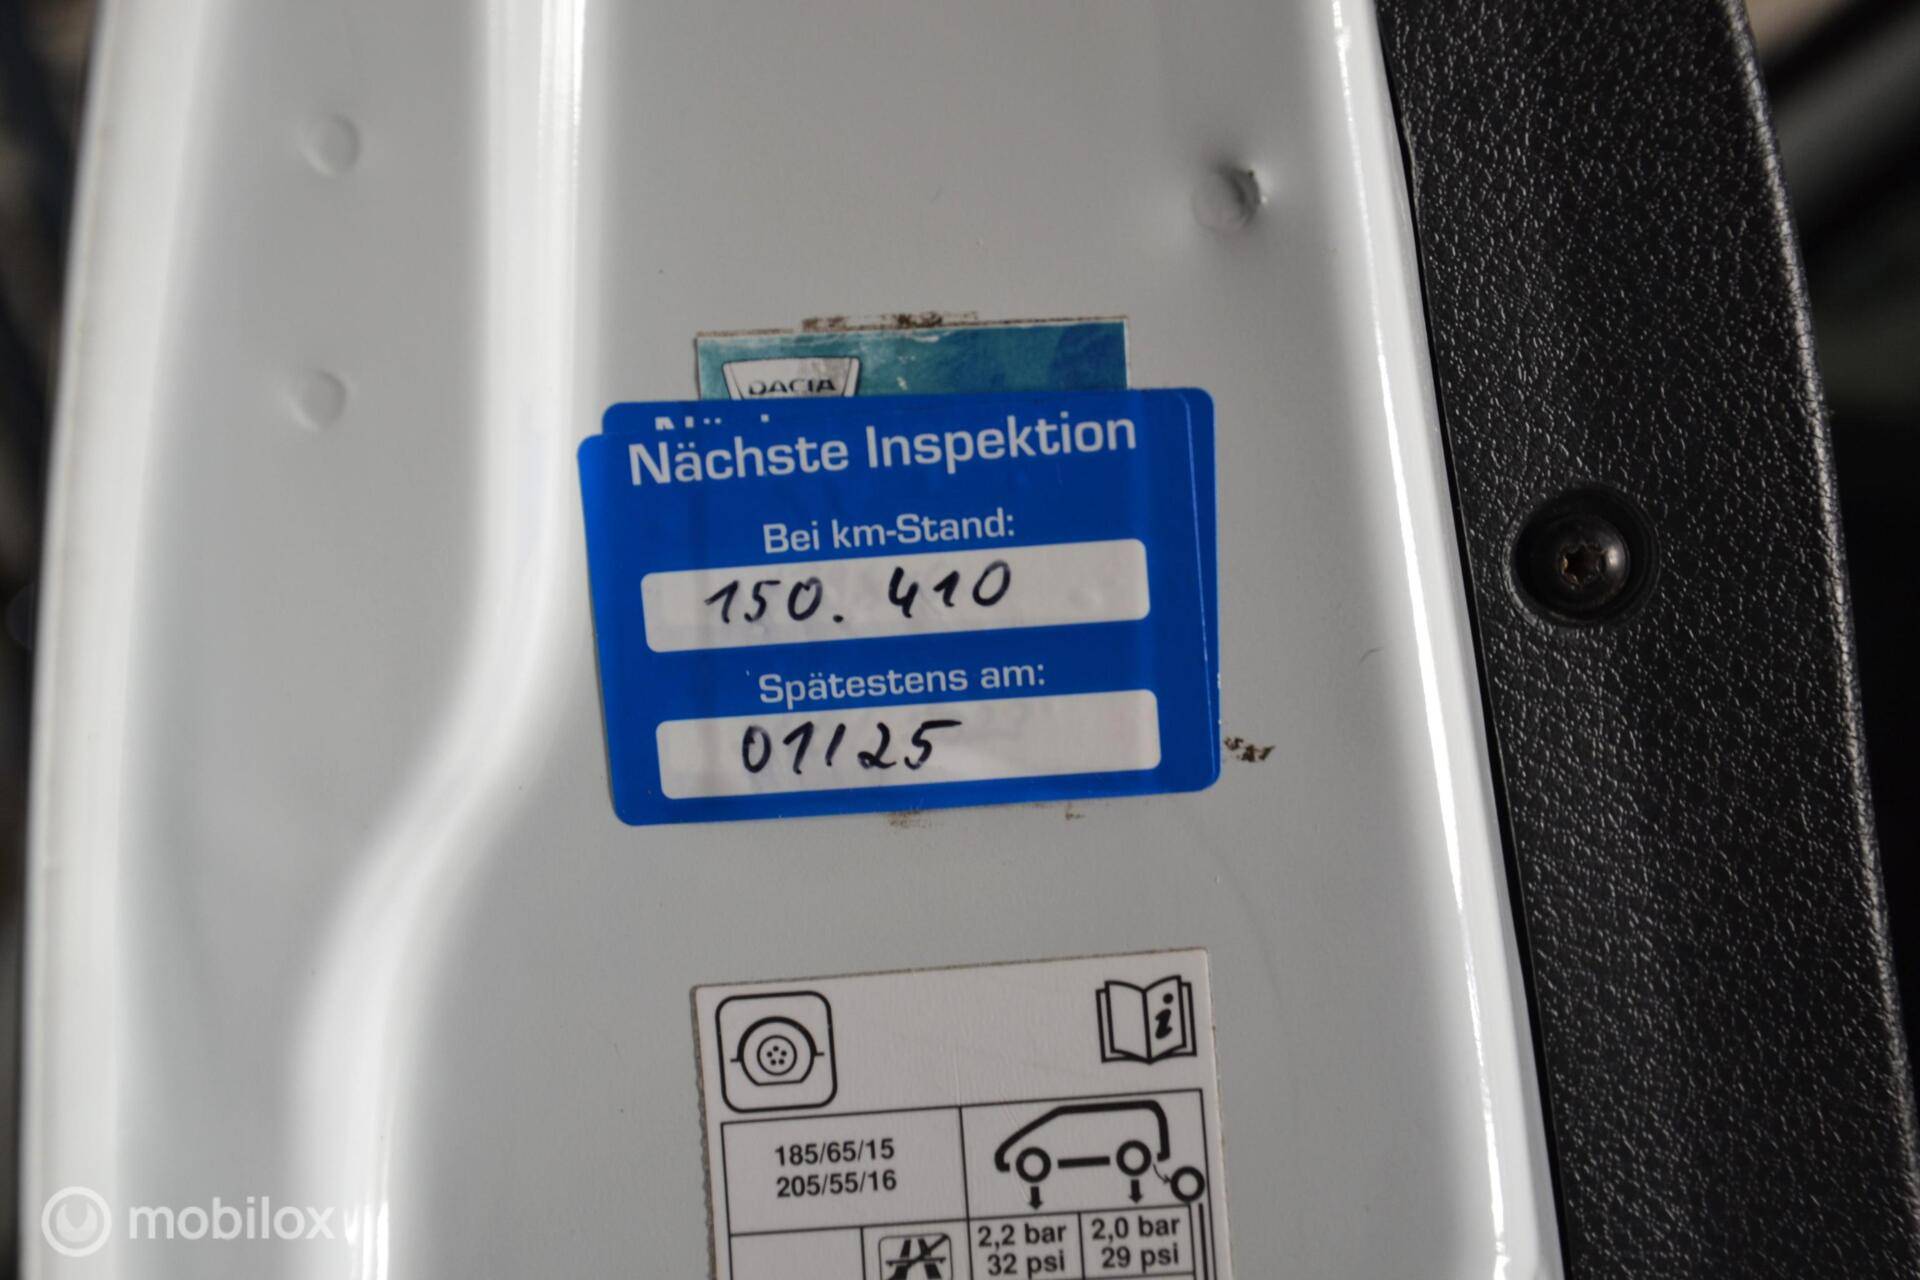 DACIA
Nächste Inspektion
Bei km-Stand:
150.410
Spätestens am:
01/25
185/65/15
205/55/16
2,2 bar 2,0 bar
32 psi 29 psi
mobilox